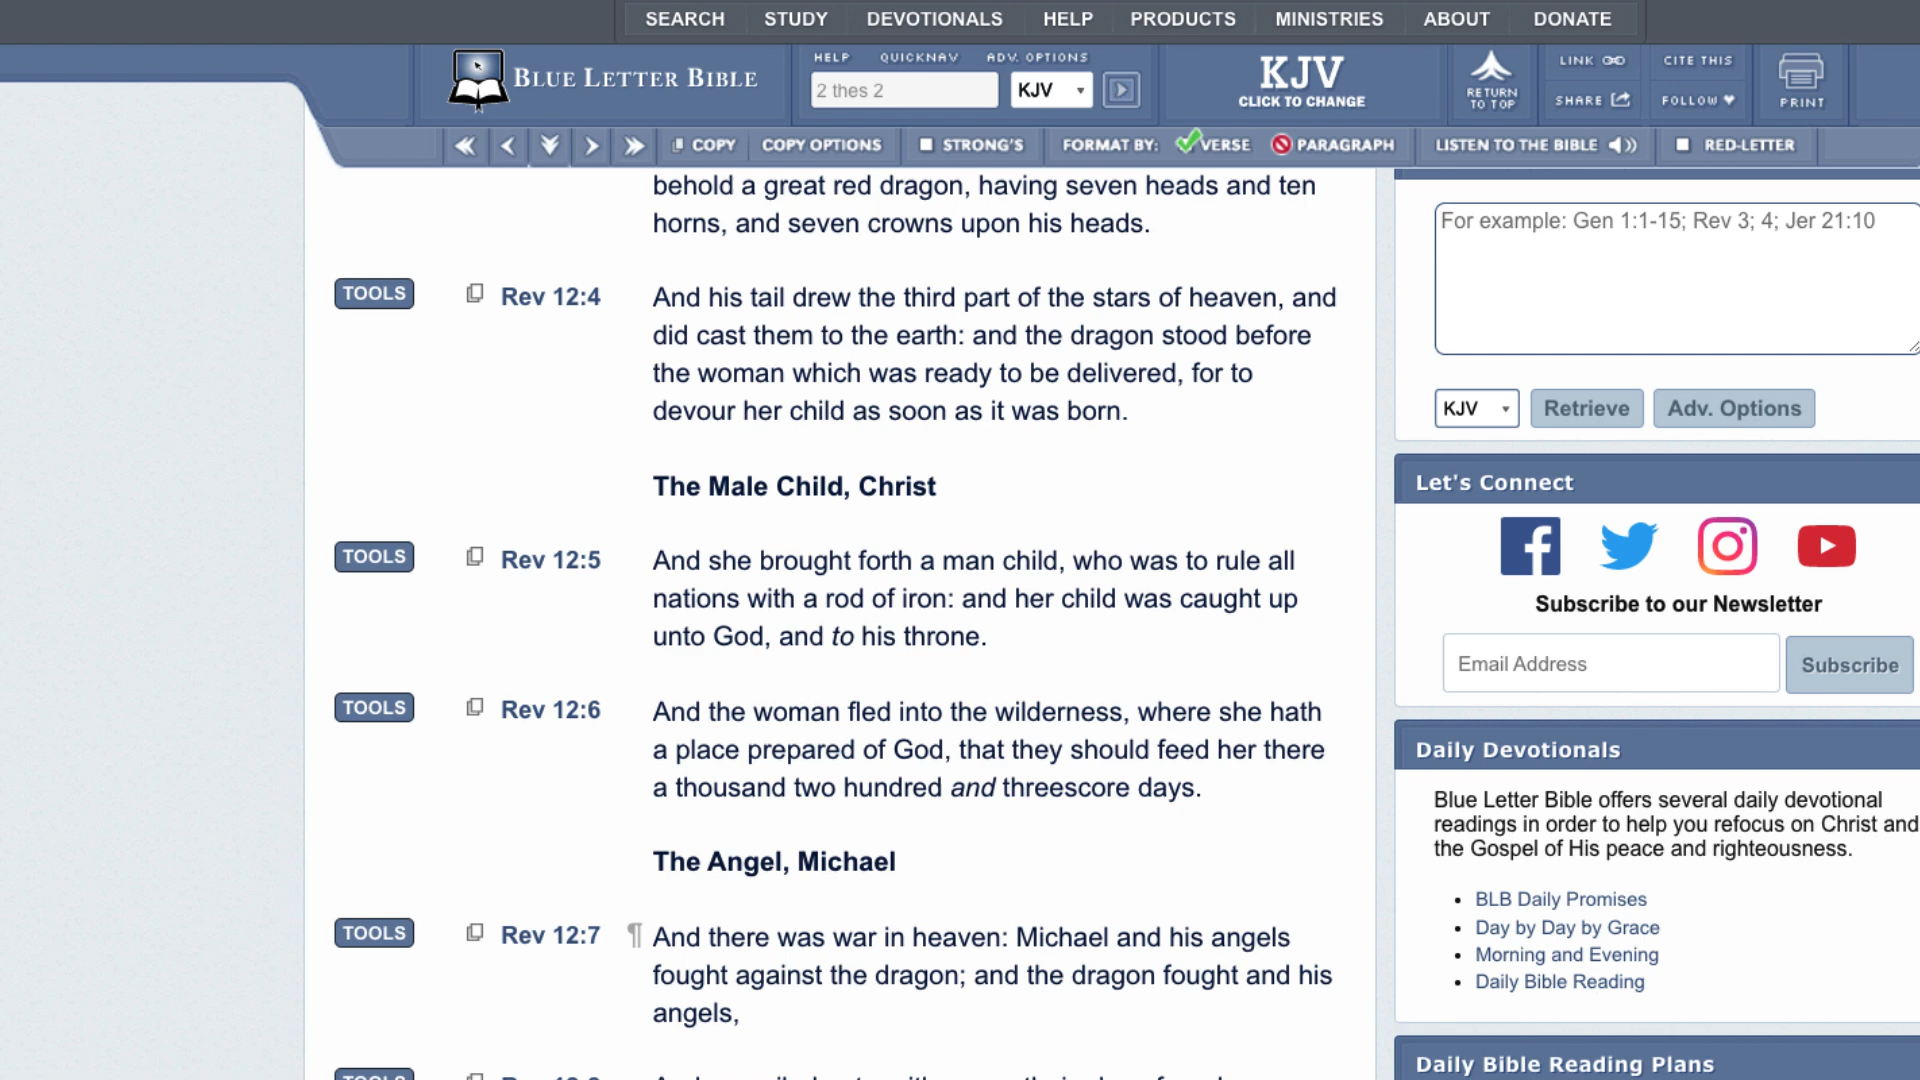 SEARCH STUDY DEVOTIONALS HELP PRODUCTS MINISTRIES ABOUT DONATE
BLUE LETTER BIBLE
HELP QUICKNAV ADV. OPTIONS
2 thes 2 KJV
KJV
CLICK TO CHANGE
RETURN
TO TOP
LINK
SHARE
CITE THIS
FOLLOW
PRINT
COPY COPY OPTIONS STRONG'S FORMAT BY: VERSE PARAGRAPH LISTEN TO THE BIBLE RED-LETTER
behold a great red dragon, having seven heads and ten
horns, and seven crowns upon his heads.
TOOLS Rev 12:4 And his tail drew the third part of the stars of heaven, and
did cast them to the earth: and the dragon stood before
the woman which was ready to be delivered, for to
devour her child as soon as it was born.
The Male Child, Christ
TOOLS Rev 12:5 And she brought forth a man child, who was to rule all
nations with a rod of iron: and her child was caught up
unto God, and to his throne.
TOOLS Rev 12:6 And the woman fled into the wilderness, where she hath
a place prepared of God, that they should feed her there
a thousand two hundred and threescore days.
The Angel, Michael
TOOLS Rev 12:7 ¶ And there was war in heaven: Michael and his angels
fought against the dragon; and the dragon fought and his
angels,
For example: Gen 1:1-15; Rev 3; 4; Jer 21:10
KJV Retrieve Adv. Options
Let's Connect
Subscribe to our Newsletter
Email Address Subscribe
Daily Devotionals
Blue Letter Bible offers several daily devotional
readings in order to help you refocus on Christ and
the Gospel of His peace and righteousness.
• BLB Daily Promises
• Day by Day by Grace
• Morning and Evening
• Daily Bible Reading
Daily Bible Reading Plans